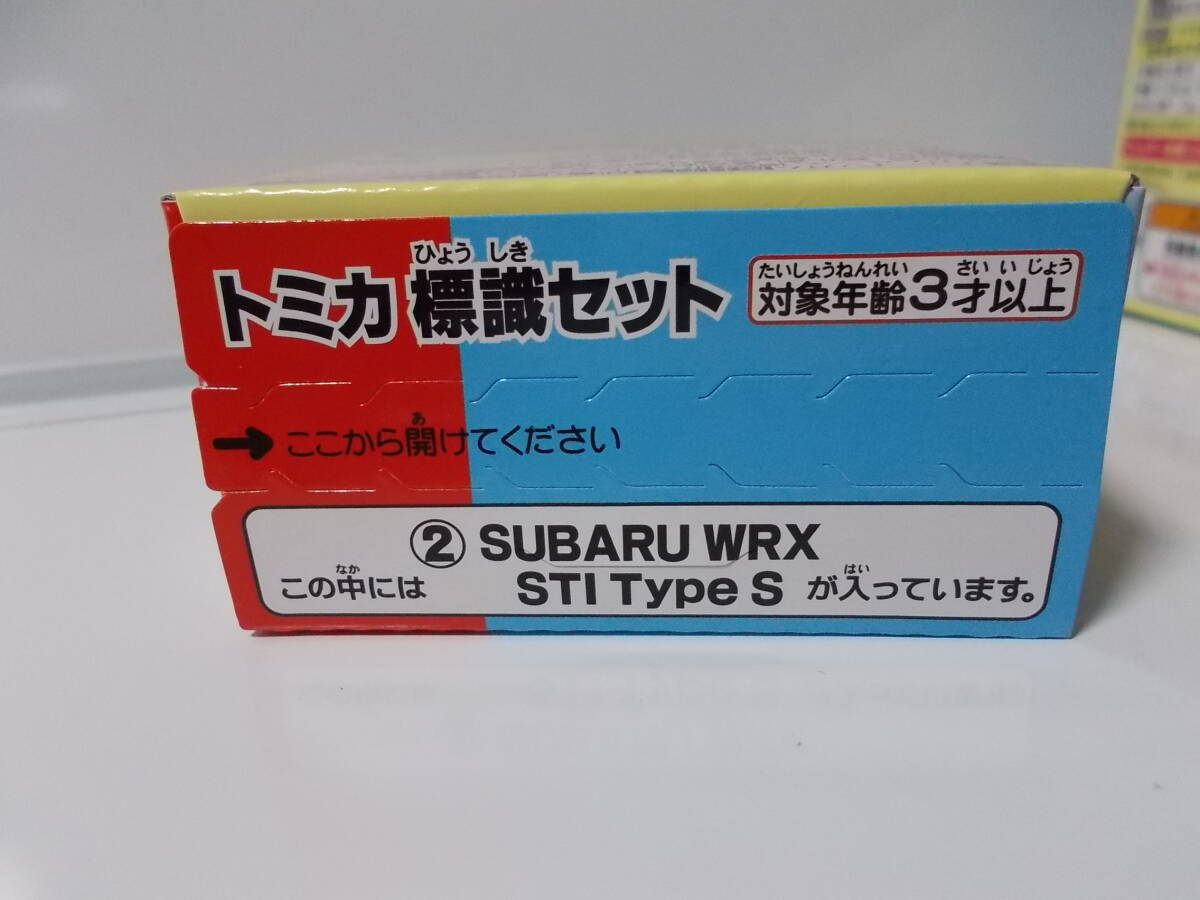 ひょう しき
トミカ 標識セット
たいしょうねんれい さい い じょう
対象年齢3才以上
あ
→ ここから開けてください
② SUBARU WRX
なか はい
この中には STI Type S が入っています。